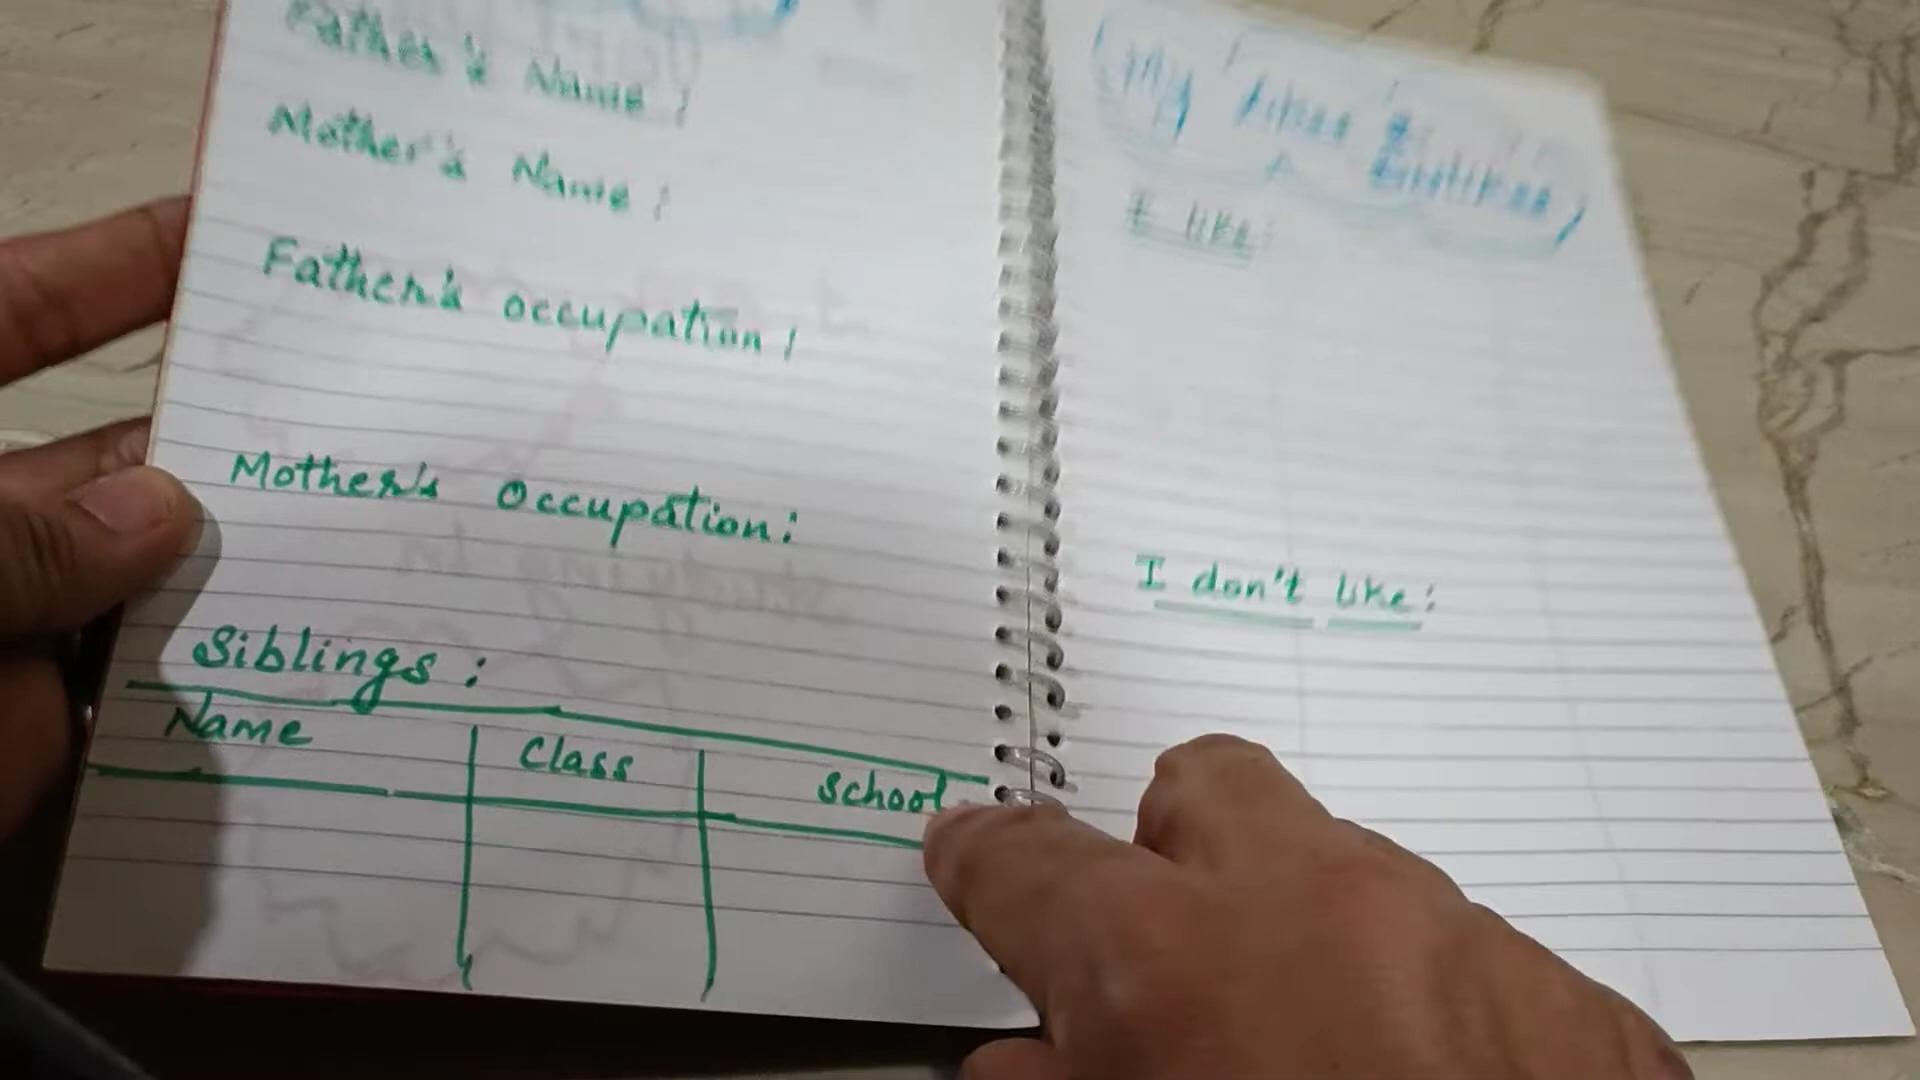 Father's Name :
Mother's Name :
Father's occupation :
Mother's Occupation :
Siblings :
Name Class School
My likes & Dislikes
I like:
I don't like: